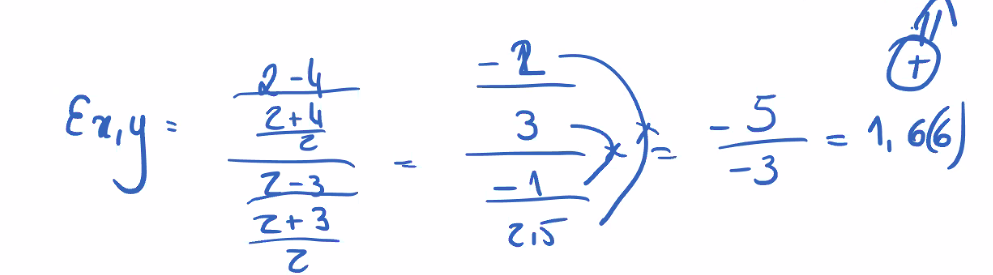 Ex,y = ((2-4)/((2+4)/2))/((2-3)/((2+3)/2)) = (-2/3)/(-1/2,5) = -5/-3 = 1,6(6)
(+)